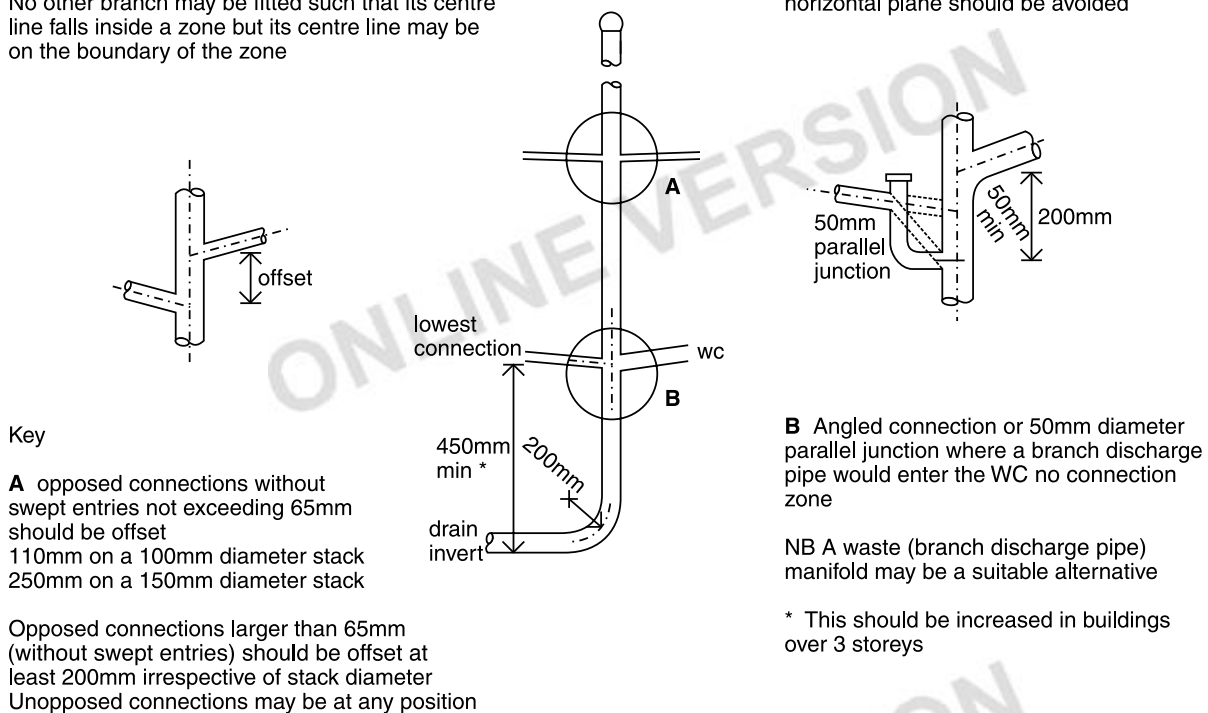 No other branch may be fitted such that its centre
line falls inside a zone but its centre line may be
on the boundary of the zone
horizontal plane should be avoided
ONLINE VERSION
A
offset
50mm
parallel
junction
50mm
min
200mm
lowest
connection
wc
B
450mm
min *
200mm
drain
invert
Key
A opposed connections without
swept entries not exceeding 65mm
should be offset
110mm on a 100mm diameter stack
250mm on a 150mm diameter stack
Opposed connections larger than 65mm
(without swept entries) should be offset at
least 200mm irrespective of stack diameter
Unopposed connections may be at any position
B Angled connection or 50mm diameter
parallel junction where a branch discharge
pipe would enter the WC no connection
zone
NB A waste (branch discharge pipe)
manifold may be a suitable alternative
* This should be increased in buildings
over 3 storeys